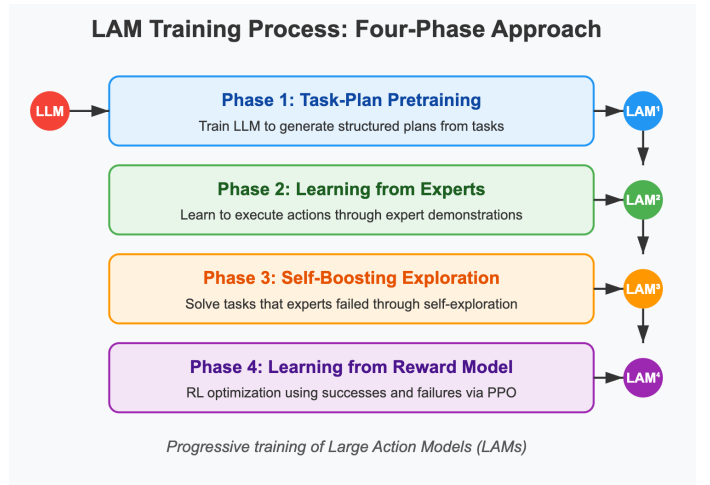 LAM Training Process: Four-Phase Approach
LLM
Phase 1: Task-Plan Pretraining
Train LLM to generate structured plans from tasks
LAM¹
Phase 2: Learning from Experts
Learn to execute actions through expert demonstrations
LAM²
Phase 3: Self-Boosting Exploration
Solve tasks that experts failed through self-exploration
LAM³
Phase 4: Learning from Reward Model
RL optimization using successes and failures via PPO
LAM⁴
Progressive training of Large Action Models (LAMs)